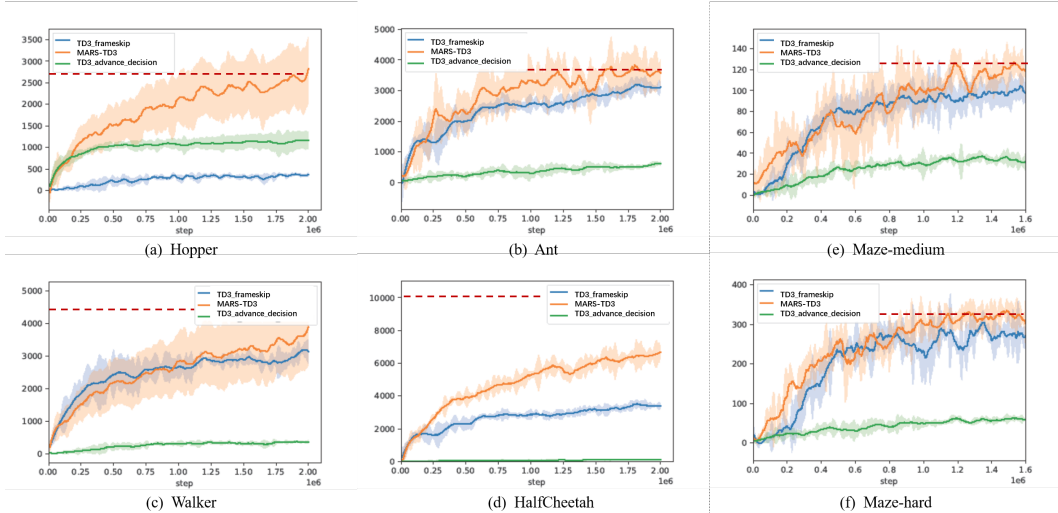 3500
3000
2500
2000
1500
1000
500
0
TD3_frameskip
MARS-TD3
TD3_advance_decision
0.00 0.25 0.50 0.75 1.00 1.25 1.50 1.75 2.00
step 1e6
(a) Hopper
5000
4000
3000
2000
1000
0
TD3_frameskip
MARS-TD3
TD3_advance_decision
0.00 0.25 0.50 0.75 1.00 1.25 1.50 1.75 2.00
step 1e6
(b) Ant
140
120
100
80
60
40
20
0
TD3_frameskip
MARS-TD3
TD3_advance_decision
0.0 0.2 0.4 0.6 0.8 1.0 1.2 1.4 1.6
step 1e6
(e) Maze-medium
5000
4000
3000
2000
1000
0
TD3_frameskip
MARS-TD3
TD3_advance_decision
0.00 0.25 0.50 0.75 1.00 1.25 1.50 1.75 2.00
step 1e6
(c) Walker
10000
8000
6000
4000
2000
0
TD3_frameskip
MARS-TD3
TD3_advance_decision
0.00 0.25 0.50 0.75 1.00 1.25 1.50 1.75 2.00
step 1e6
(d) HalfCheetah
400
300
200
100
0
TD3_frameskip
MARS-TD3
TD3_advance_decision
0.0 0.2 0.4 0.6 0.8 1.0 1.2 1.4 1.6
step 1e6
(f) Maze-hard